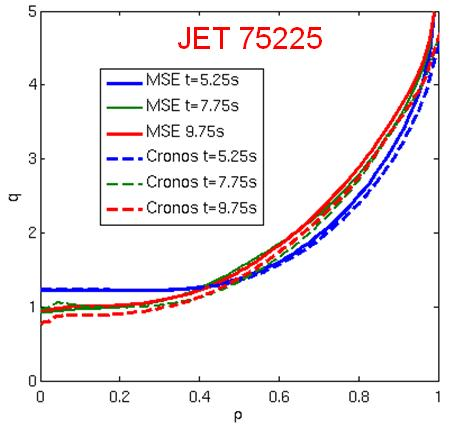 JET 75225
MSE t=5.25s
MSE t=7.75s
MSE 9.75s
Cronos t=5.25s
Cronos t=7.75s
Cronos t=9.75s
5
4
3
2
1
0
q
0 0.2 0.4 0.6 0.8 1
ρ